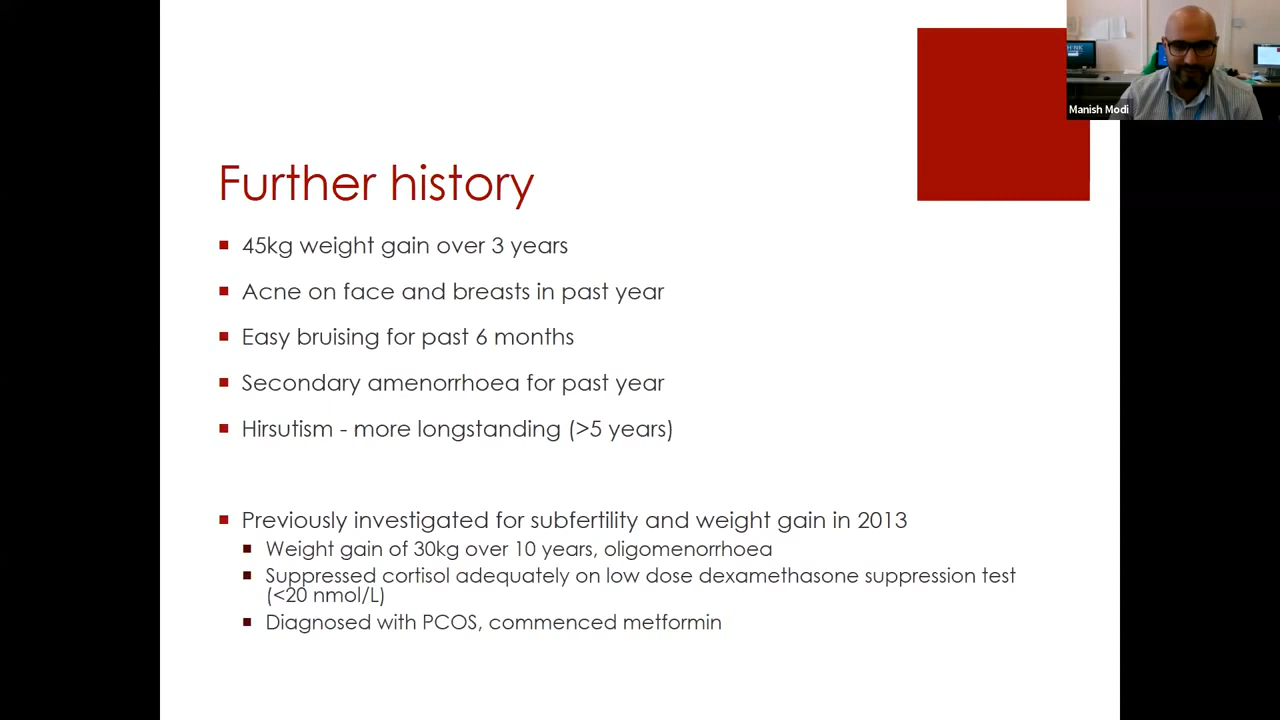 Manish Modi
Further history
45kg weight gain over 3 years
Acne on face and breasts in past year
Easy bruising for past 6 months
Secondary amenorrhoea for past year
Hirsutism - more longstanding (>5 years)
Previously investigated for subfertility and weight gain in 2013
Weight gain of 30kg over 10 years, oligomenorrhoea
Suppressed cortisol adequately on low dose dexamethasone suppression test
(<20 nmol/L)
Diagnosed with PCOS, commenced metformin